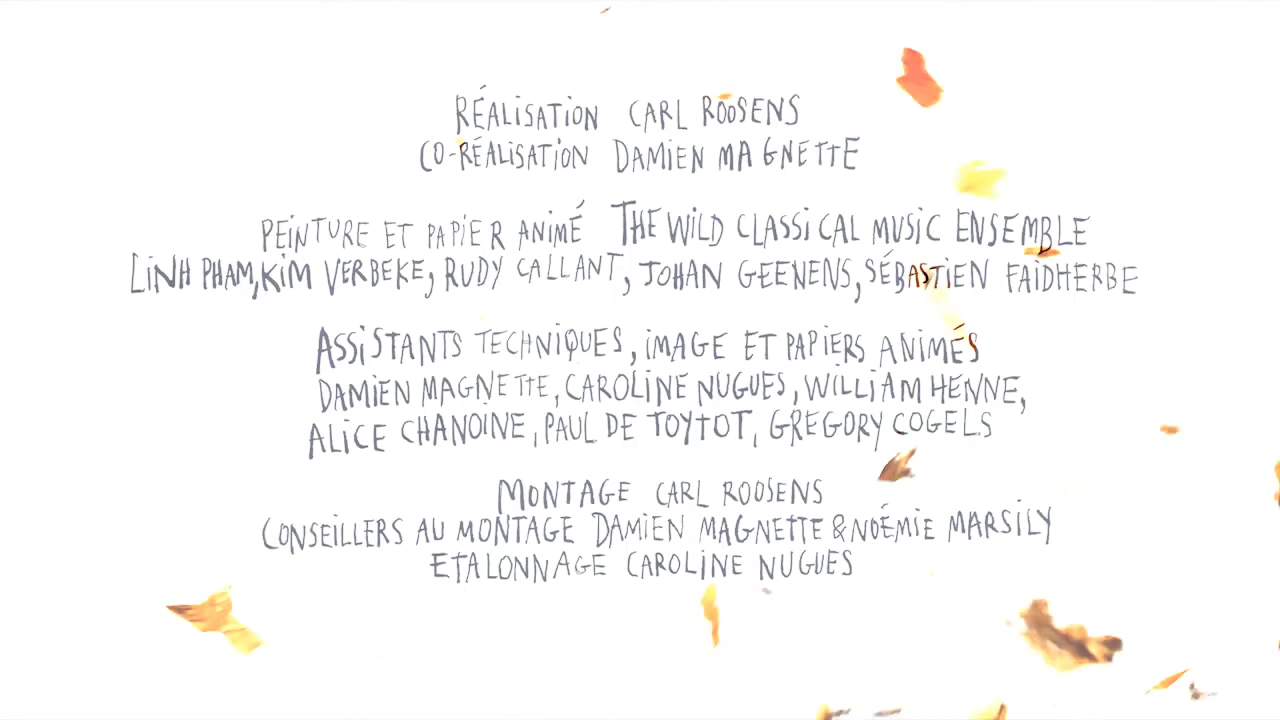 RÉALISATION CARL ROOSENS
CO-RÉALISATION DAMIEN MAGNETTE
PEINTURE ET PAPIER ANIMÉ THE WILD CLASSICAL MUSIC ENSEMBLE
LINH PHAM, KIM VERBEKE, RUDY CALLANT, JOHAN GEENENS, SÉBASTIEN FAIDHERBE
ASSISTANTS TECHNIQUES, IMAGE ET PAPIERS ANIMÉS
DAMIEN MAGNETTE, CAROLINE NUGUES, WILLIAM HENNE,
ALICE CHANOINE, PAUL DE TOYTOT, GREGORY COGELS
MONTAGE CARL ROOSENS
CONSEILLERS AU MONTAGE DAMIEN MAGNETTE & NOÉMIE MARSILY
ETALONNAGE CAROLINE NUGUES